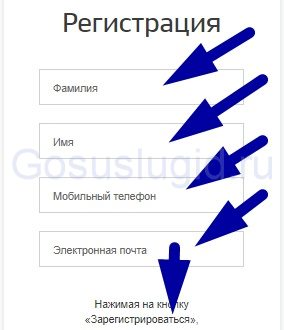 Регистрация
Фамилия
Имя
Gosuslugid.ru
Мобильный телефон
Электронная почта
Нажимая на кнопку
«Зарегистрироваться»,